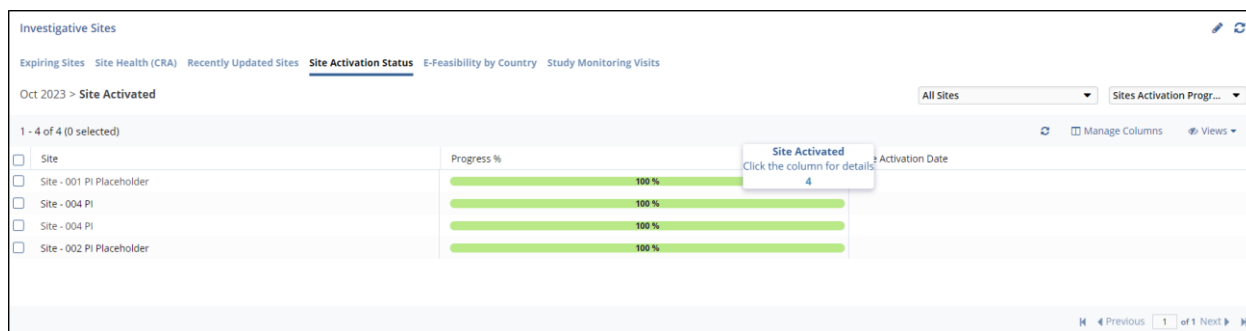 Investigative Sites
Expiring Sites Site Health (CRA) Recently Updated Sites Site Activation Status E-Feasibility by Country Study Monitoring Visits
Oct 2023 > Site Activated All Sites Sites Activation Progr...
1 - 4 of 4 (0 selected) Manage Columns Views
Site Progress % Activation Date
Site Activated
Click the column for details
4
Site - 001 PI Placeholder 100 %
Site - 004 PI 100 %
Site - 004 PI 100 %
Site - 002 PI Placeholder 100 %
Previous 1 of 1 Next